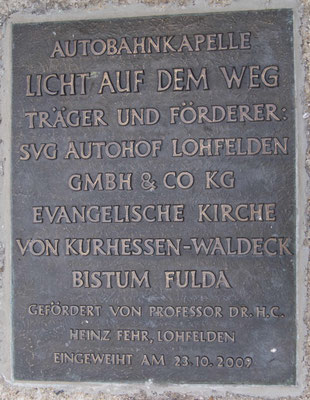 AUTOBAHNKAPELLE
LICHT AUF DEM WEG
TRÄGER UND FÖRDERER:
SVG AUTOHOF LOHFELDEN
GMBH & CO KG
EVANGELISCHE KIRCHE
VON KURHESSEN-WALDECK
BISTUM FULDA
GEFÖRDERT VON PROFESSOR DR. H.C.
HEINZ FEHR, LOHFELDEN
EINGEWEIHT AM 23.10.2009